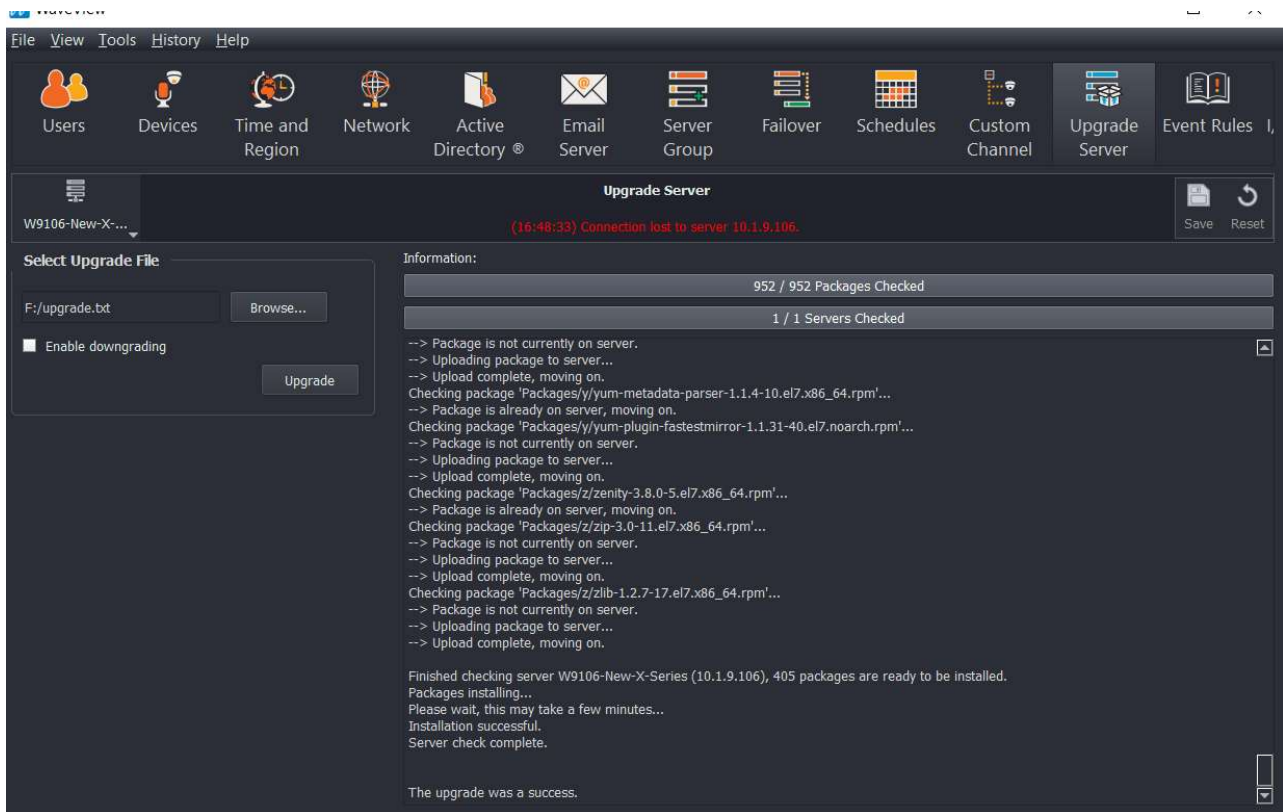 WaveView
File View Tools History Help
Users
Devices
Time and
Region
Network
Active
Directory ®
Email
Server
Server
Group
Failover
Schedules
Custom
Channel
Upgrade
Server
Event Rules
W9106-New-X-...
Upgrade Server
(16:48:33) Connection lost to server 10.1.9.106.
Save Reset
Select Upgrade File
F:/upgrade.txt
Browse...
Enable downgrading
Upgrade
Information:
952 / 952 Packages Checked
1 / 1 Servers Checked
--> Package is not currently on server.
--> Uploading package to server...
--> Upload complete, moving on.
Checking package 'Packages/y/yum-metadata-parser-1.1.4-10.el7.x86_64.rpm'...
--> Package is already on server, moving on.
Checking package 'Packages/y/yum-plugin-fastestmirror-1.1.31-40.el7.noarch.rpm'...
--> Package is not currently on server.
--> Uploading package to server...
--> Upload complete, moving on.
Checking package 'Packages/z/zenity-3.8.0-5.el7.x86_64.rpm'...
--> Package is already on server, moving on.
Checking package 'Packages/z/zip-3.0-11.el7.x86_64.rpm'...
--> Package is not currently on server.
--> Uploading package to server...
--> Upload complete, moving on.
Checking package 'Packages/z/zlib-1.2.7-17.el7.x86_64.rpm'...
--> Package is not currently on server.
--> Uploading package to server...
--> Upload complete, moving on.
Finished checking server W9106-New-X-Series (10.1.9.106), 405 packages are ready to be installed.
Packages installing...
Please wait, this may take a few minutes...
Installation successful.
Server check complete.
The upgrade was a success.